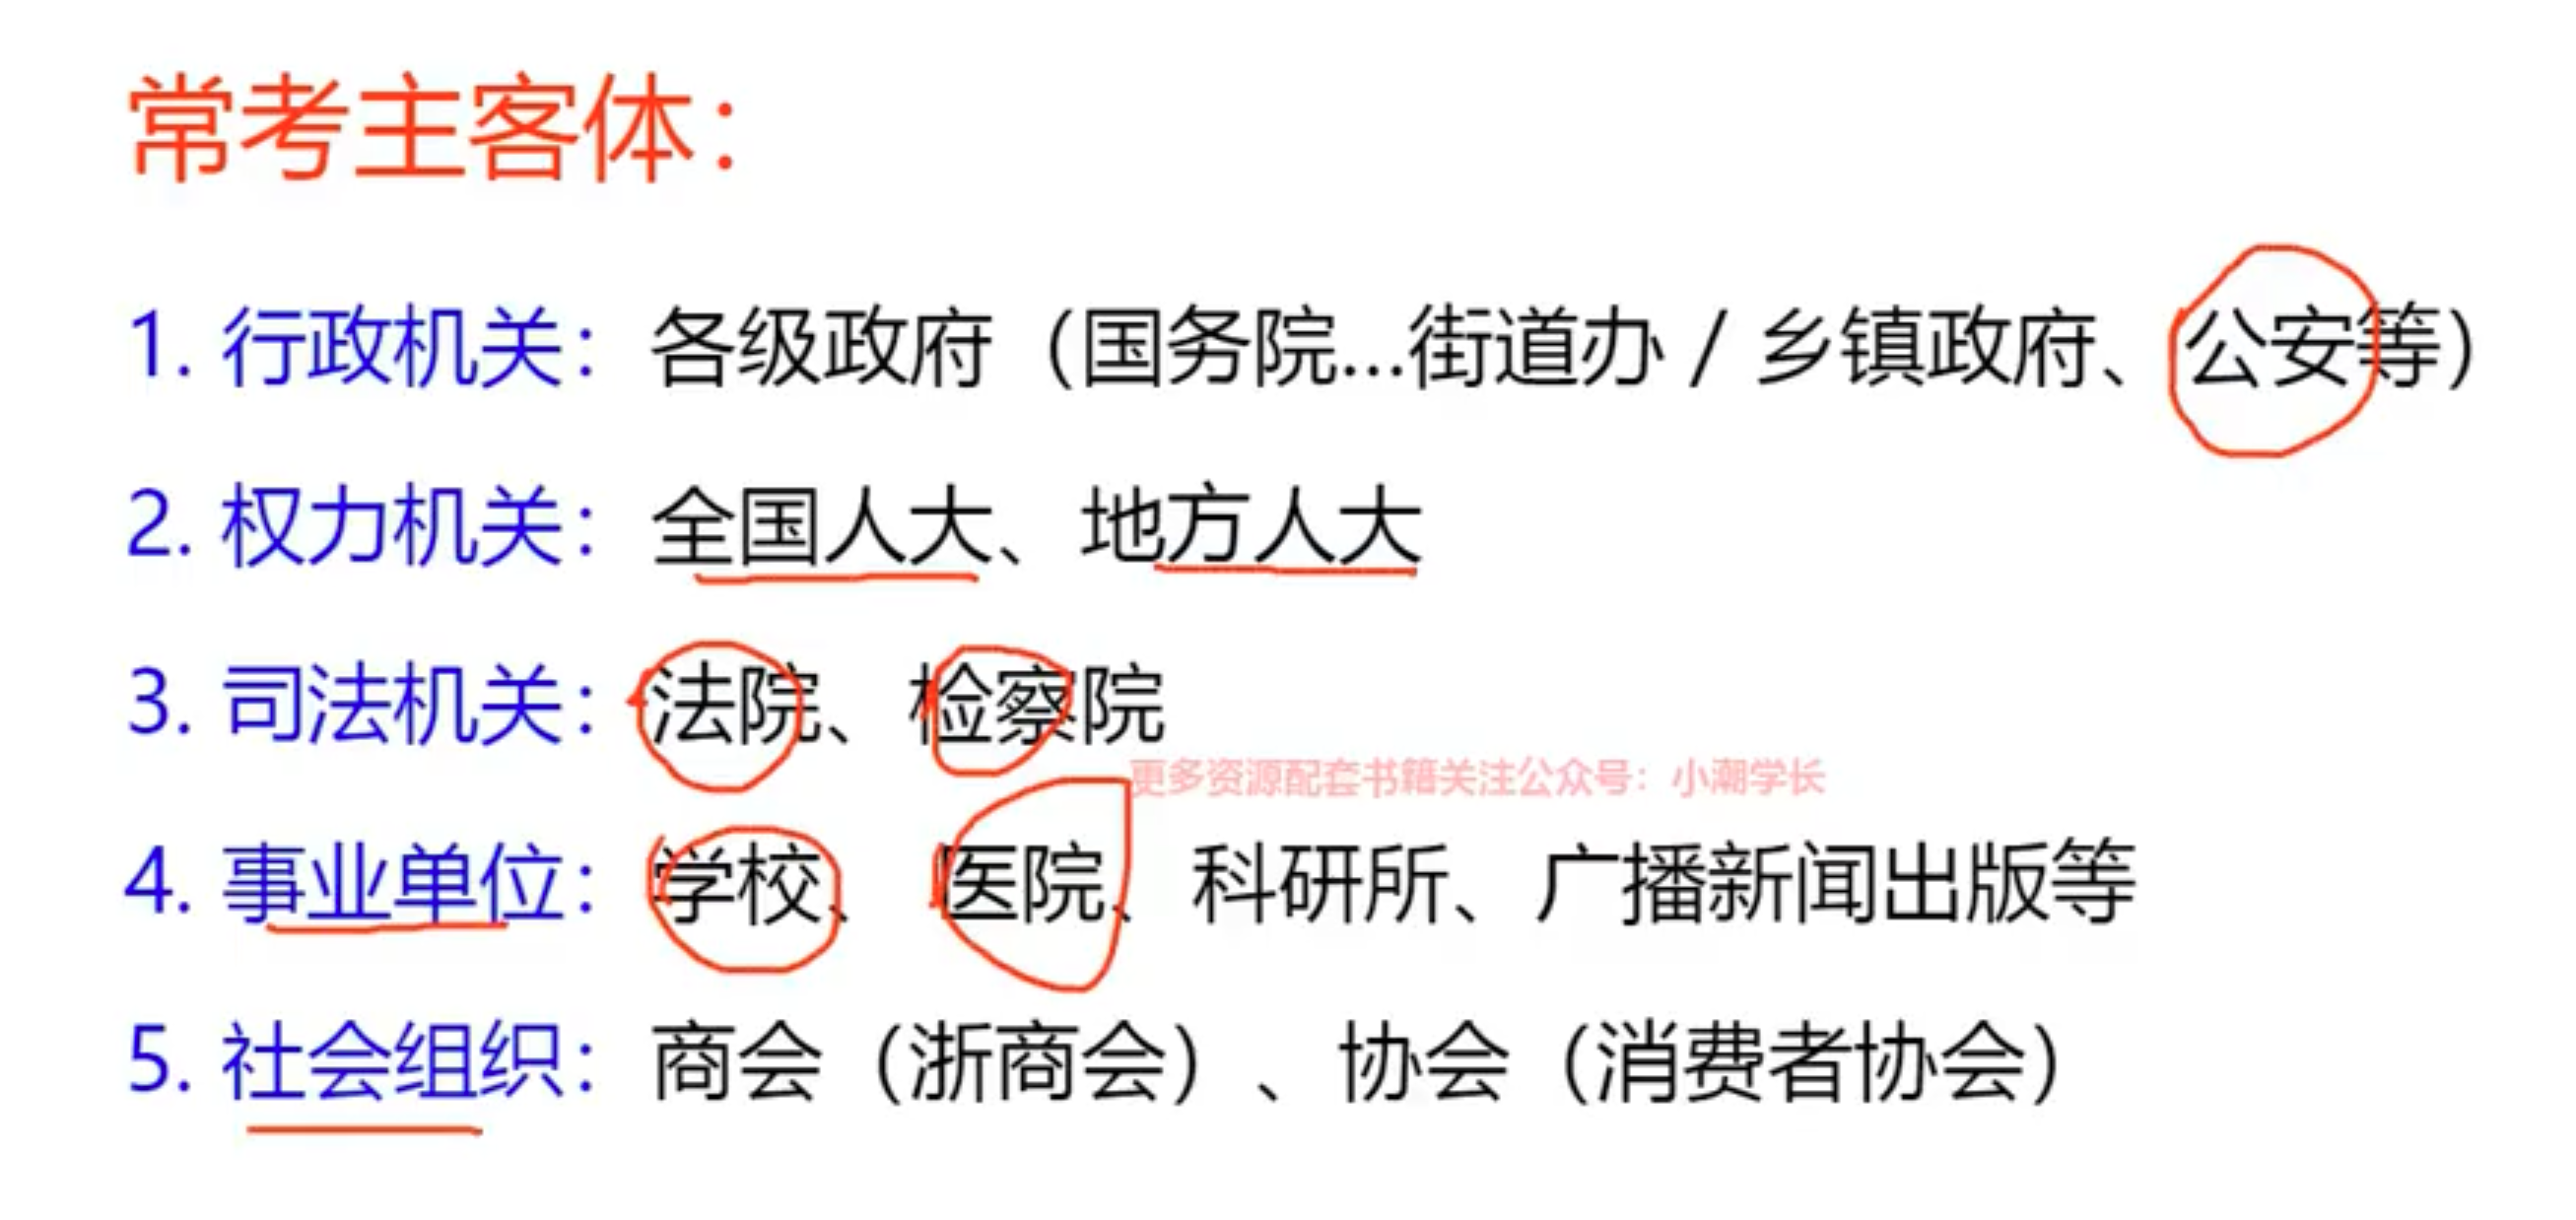 常考主客体：
1. 行政机关：各级政府（国务院...街道办 / 乡镇政府、公安等）
2. 权力机关：全国人大、地方人大
3. 司法机关：法院、检察院
更多资源配套书籍关注公众号：小潮学长
4. 事业单位：学校、医院、科研所、广播新闻出版等
5. 社会组织：商会（浙商会）、协会（消费者协会）